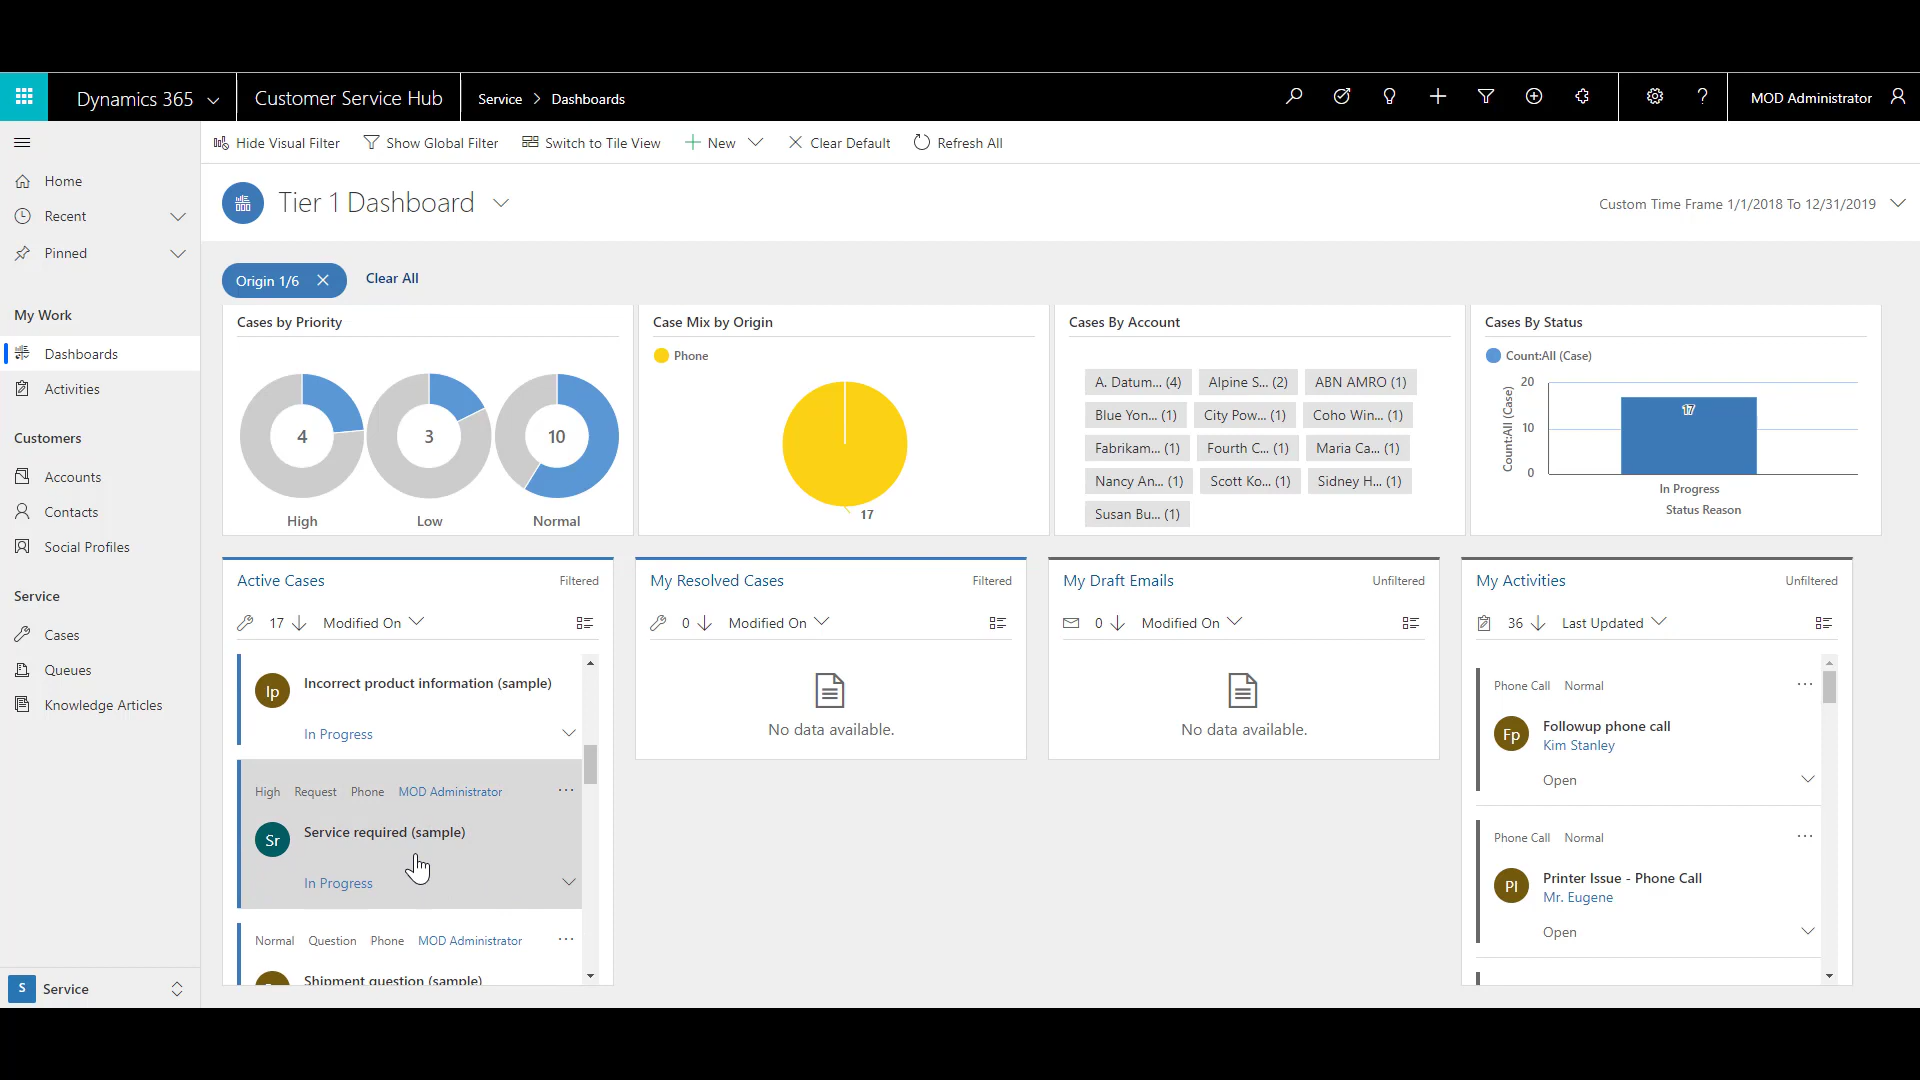 Dynamics 365
Customer Service Hub
Service > Dashboards
MOD Administrator
Hide Visual Filter
Show Global Filter
Switch to Tile View
New
Clear Default
Refresh All
Home
Recent
Pinned
My Work
Dashboards
Activities
Customers
Accounts
Contacts
Social Profiles
Service
Cases
Queues
Knowledge Articles
S Service
Tier 1 Dashboard
Custom Time Frame 1/1/2018 To 12/31/2019
Origin 1/6
Clear All
Cases by Priority
4 3 10
High Low Normal
Case Mix by Origin
Phone
17
Cases By Account
A. Datum... (4) Alpine S... (2) ABN AMRO (1)
Blue Yon... (1) City Pow... (1) Coho Win... (1)
Fabrikam... (1) Fourth C... (1) Maria Ca... (1)
Nancy An... (1) Scott Ko... (1) Sidney H... (1)
Susan Bu... (1)
Cases By Status
Count:All (Case)
Count:All (Case)
20
10
0
17
In Progress
Status Reason
Active Cases Filtered
17 Modified On
Ip Incorrect product information (sample)
In Progress
High Request Phone MOD Administrator ...
Sr Service required (sample)
In Progress
Normal Question Phone MOD Administrator ...
Shipment question (sample)
My Resolved Cases Filtered
0 Modified On
No data available.
My Draft Emails Unfiltered
0 Modified On
No data available.
My Activities Unfiltered
36 Last Updated
Phone Call Normal ...
Fp Followup phone call
Kim Stanley
Open
Phone Call Normal ...
PI Printer Issue - Phone Call
Mr. Eugene
Open